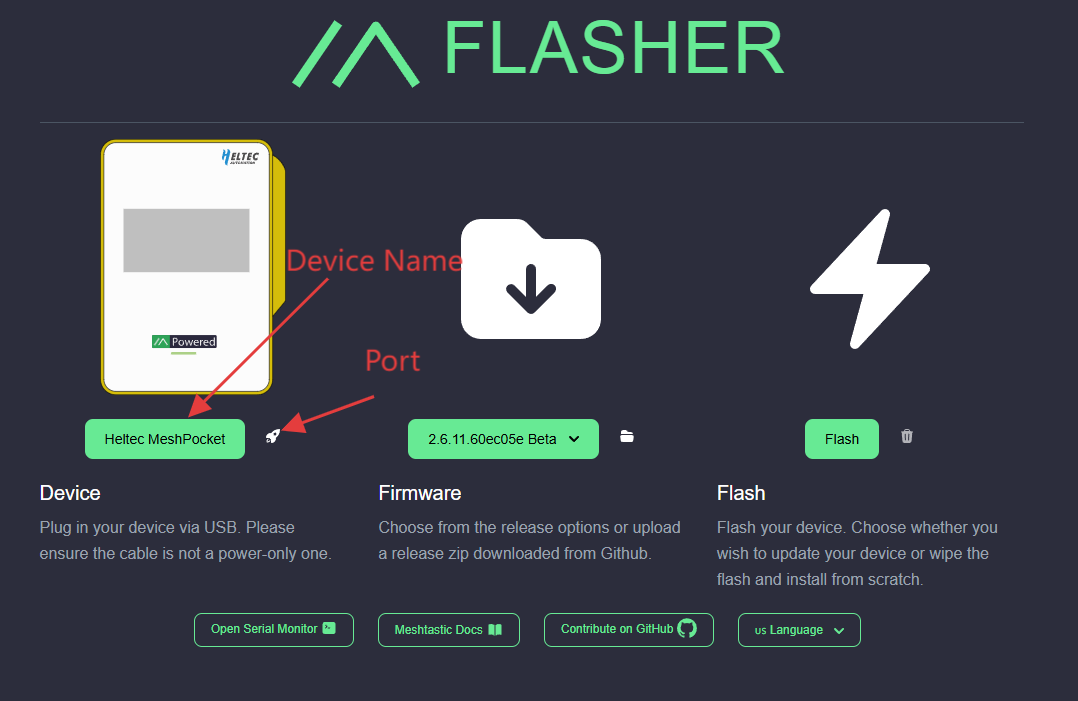 FLASHER
HELTEC
AUTOMATION
Device Name
Powered
Port
Heltec MeshPocket
2.6.11.60ec05e Beta
Flash
Device
Plug in your device via USB. Please
ensure the cable is not a power-only one.
Firmware
Choose from the release options or upload
a release zip downloaded from Github.
Flash
Flash your device. Choose whether you
wish to update your device or wipe the
flash and install from scratch.
Open Serial Monitor
Meshtastic Docs
Contribute on GitHub
US Language